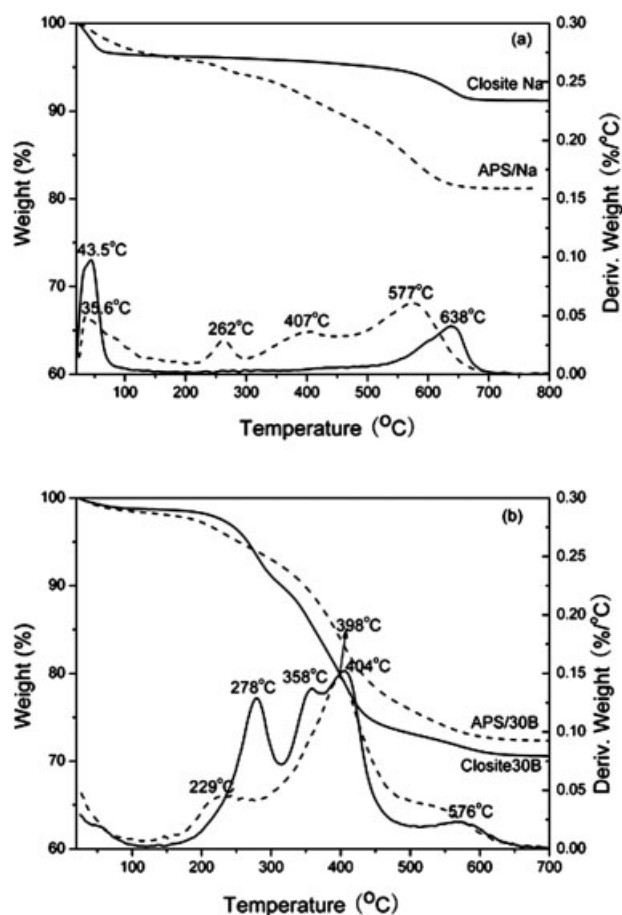 (a)
Closite Na
APS/Na
43.5°C
35.6°C
262°C
407°C
577°C
638°C
100
90
80
70
60
Weight (%)
0.30
0.25
0.20
0.15
0.10
0.05
0.00
Deriv. Weight (%/°C)
100 200 300 400 500 600 700 800
Temperature (°C)
(b)
398°C
404°C
278°C
358°C
229°C
576°C
APS/30B
Closite30B
100
90
80
70
60
Weight (%)
0.30
0.25
0.20
0.15
0.10
0.05
0.00
Deriv. Weight (%/°C)
100 200 300 400 500 600 700
Temperature (°C)